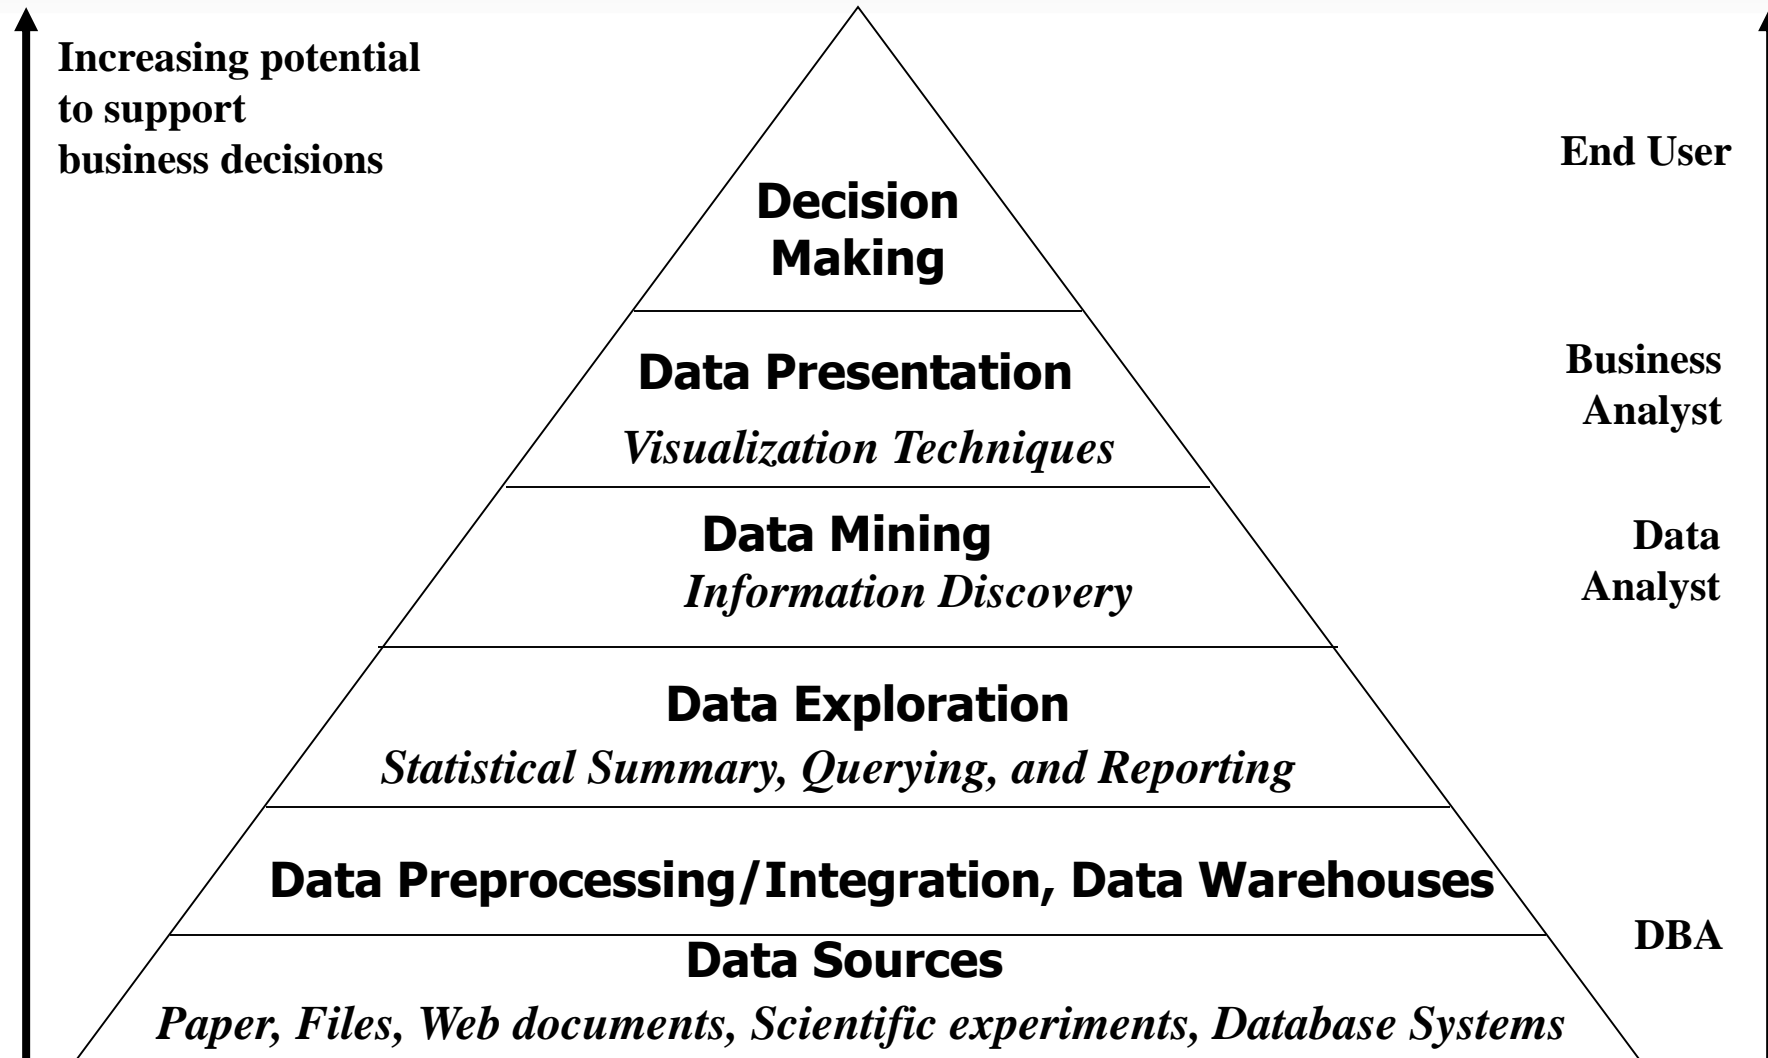 Increasing potential
to support
business decisions
End User
Decision
Making
Data Presentation
Visualization Techniques
Business
Analyst
Data Mining
Information Discovery
Data
Analyst
Data Exploration
Statistical Summary, Querying, and Reporting
Data Preprocessing/Integration, Data Warehouses
DBA
Data Sources
Paper, Files, Web documents, Scientific experiments, Database Systems